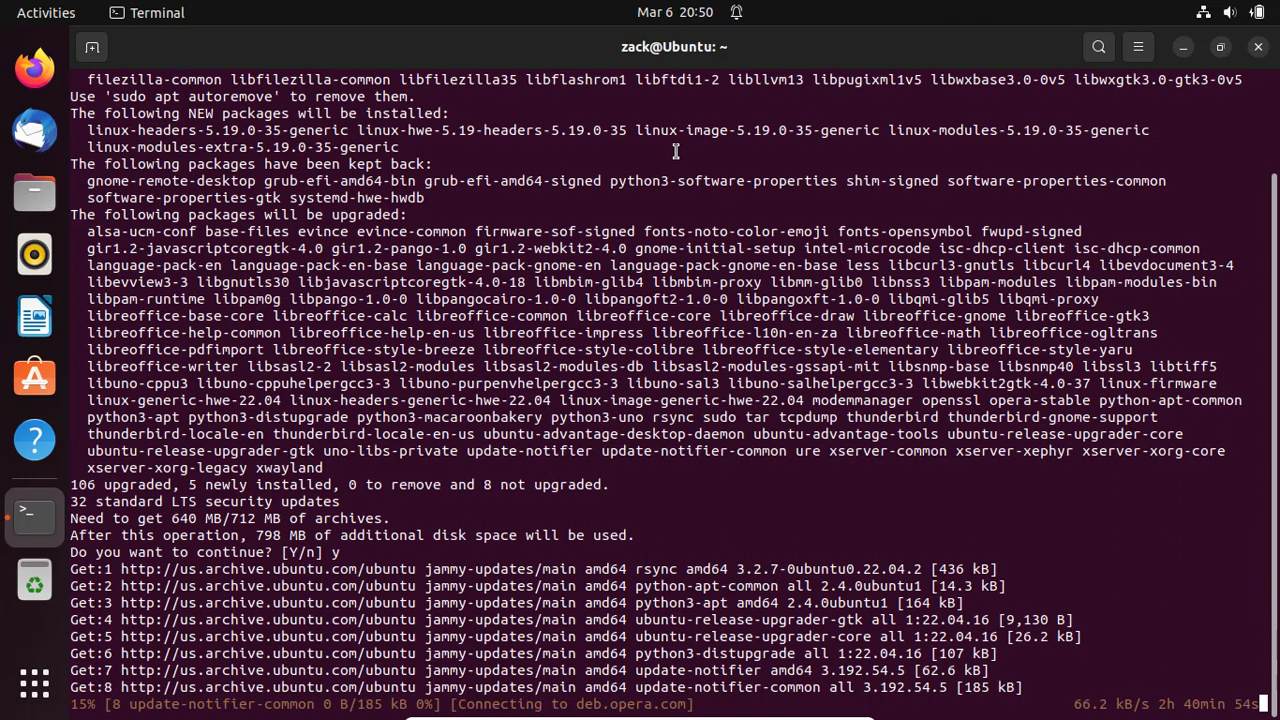 Activities Terminal Mar 6 20:50
zack@Ubuntu: ~
filezilla-common libfilezilla-common libfilezilla35 libflashrom1 libftdi1-2 libllvm13 libpugixml1v5 libwxbase3.0-0v5 libwxgtk3.0-gtk3-0v5
Use 'sudo apt autoremove' to remove them.
The following NEW packages will be installed:
linux-headers-5.19.0-35-generic linux-hwe-5.19-headers-5.19.0-35 linux-image-5.19.0-35-generic linux-modules-5.19.0-35-generic
linux-modules-extra-5.19.0-35-generic
The following packages have been kept back:
gnome-remote-desktop grub-efi-amd64-bin grub-efi-amd64-signed python3-software-properties shim-signed software-properties-common
software-properties-gtk systemd-hwe-hwdb
The following packages will be upgraded:
alsa-ucm-conf base-files evince evince-common firmware-sof-signed fonts-noto-color-emoji fonts-opensymbol fwupd-signed
gir1.2-javascriptcoregtk-4.0 gir1.2-pango-1.0 gir1.2-webkit2-4.0 gnome-initial-setup intel-microcode isc-dhcp-client isc-dhcp-common
language-pack-en language-pack-en-base language-pack-gnome-en language-pack-gnome-en-base less libcurl3-gnutls libcurl4 libevdocument3-4
libevview3-3 libgnutls30 libjavascriptcoregtk-4.0-18 libmbim-glib4 libmbim-proxy libmm-glib0 libnss3 libpam-modules libpam-modules-bin
libpam-runtime libpam0g libpango-1.0-0 libpangocairo-1.0-0 libpangoft2-1.0-0 libpangoxft-1.0-0 libqmi-glib5 libqmi-proxy
libreoffice-base-core libreoffice-calc libreoffice-common libreoffice-core libreoffice-draw libreoffice-gnome libreoffice-gtk3
libreoffice-help-common libreoffice-help-en-us libreoffice-impress libreoffice-l10n-en-za libreoffice-math libreoffice-ogltrans
libreoffice-pdfimport libreoffice-style-breeze libreoffice-style-colibre libreoffice-style-elementary libreoffice-style-yaru
libreoffice-writer libsasl2-2 libsasl2-modules libsasl2-modules-db libsasl2-modules-gssapi-mit libsnmp-base libsnmp40 libssl3 libtiff5
libuno-cppu3 libuno-cppuhelpergcc3-3 libuno-purpenvhelpergcc3-3 libuno-sal3 libuno-salhelpergcc3-3 libwebkit2gtk-4.0-37 linux-firmware
linux-generic-hwe-22.04 linux-headers-generic-hwe-22.04 linux-image-generic-hwe-22.04 modemmanager openssl opera-stable python-apt-common
python3-apt python3-distupgrade python3-macaroonbakery python3-uno rsync sudo tar tcpdump thunderbird thunderbird-gnome-support
thunderbird-locale-en thunderbird-locale-en-us ubuntu-advantage-desktop-daemon ubuntu-advantage-tools ubuntu-release-upgrader-core
ubuntu-release-upgrader-gtk uno-libs-private update-notifier update-notifier-common ure xserver-common xserver-xephyr xserver-xorg-core
xserver-xorg-legacy xwayland
106 upgraded, 5 newly installed, 0 to remove and 8 not upgraded.
32 standard LTS security updates
Need to get 640 MB/712 MB of archives.
After this operation, 798 MB of additional disk space will be used.
Do you want to continue? [Y/n] y
Get:1 http://us.archive.ubuntu.com/ubuntu jammy-updates/main amd64 rsync amd64 3.2.7-0ubuntu0.22.04.2 [436 kB]
Get:2 http://us.archive.ubuntu.com/ubuntu jammy-updates/main amd64 python-apt-common all 2.4.0ubuntu1 [14.3 kB]
Get:3 http://us.archive.ubuntu.com/ubuntu jammy-updates/main amd64 python3-apt amd64 2.4.0ubuntu1 [164 kB]
Get:4 http://us.archive.ubuntu.com/ubuntu jammy-updates/main amd64 ubuntu-release-upgrader-gtk all 1:22.04.16 [9,130 B]
Get:5 http://us.archive.ubuntu.com/ubuntu jammy-updates/main amd64 ubuntu-release-upgrader-core all 1:22.04.16 [26.2 kB]
Get:6 http://us.archive.ubuntu.com/ubuntu jammy-updates/main amd64 python3-distupgrade all 1:22.04.16 [107 kB]
Get:7 http://us.archive.ubuntu.com/ubuntu jammy-updates/main amd64 update-notifier amd64 3.192.54.5 [62.6 kB]
Get:8 http://us.archive.ubuntu.com/ubuntu jammy-updates/main amd64 update-notifier-common all 3.192.54.5 [185 kB]
15% [8 update-notifier-common 0 B/185 kB 0%] [Connecting to deb.opera.com] 66.2 kB/s 2h 40min 54s